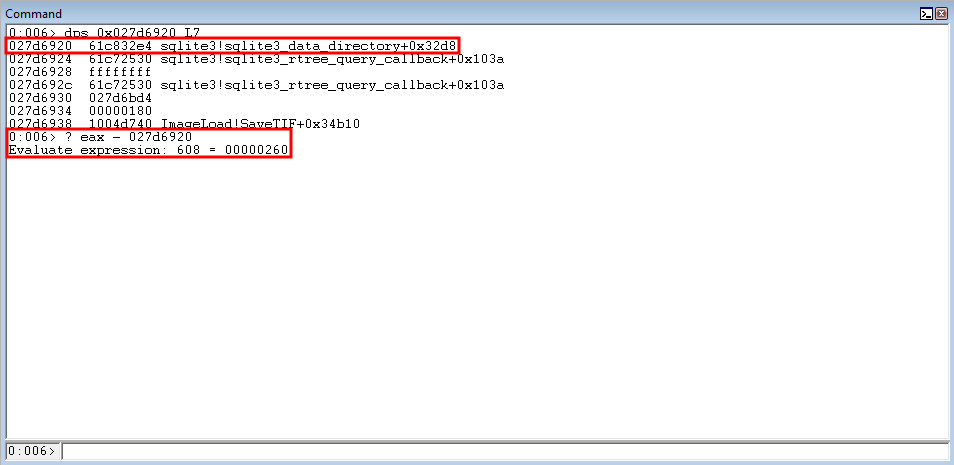 Command
0:006> dps 0x027d6920 L7
027d6920  61c832e4 sqlite3!sqlite3_data_directory+0x32d8
027d6924  61c72530 sqlite3!sqlite3_rtree_query_callback+0x103a
027d6928  ffffffff
027d692c  61c72530 sqlite3!sqlite3_rtree_query_callback+0x103a
027d6930  027d6bd4
027d6934  00000180
027d6938  1004d740 ImageLoad!SaveTIF+0x34b10
0:006> ? eax - 027d6920
Evaluate expression: 608 = 00000260
0:006>